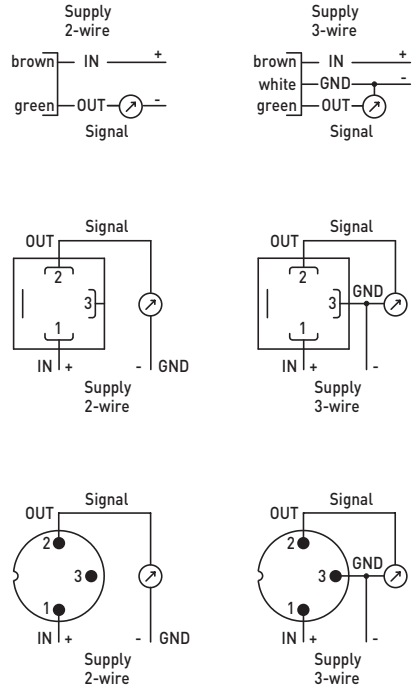 Supply
2-wire
brown IN +
green OUT -
Signal
Supply
3-wire
brown IN +
white GND -
green OUT
Signal
Signal
OUT
2
3
1
IN + - GND
Supply
2-wire
Signal
OUT
2
GND
3
1
IN + -
Supply
3-wire
Signal
OUT
2
3
1
IN + - GND
Supply
2-wire
Signal
OUT
2
GND
3
1
IN + -
Supply
3-wire